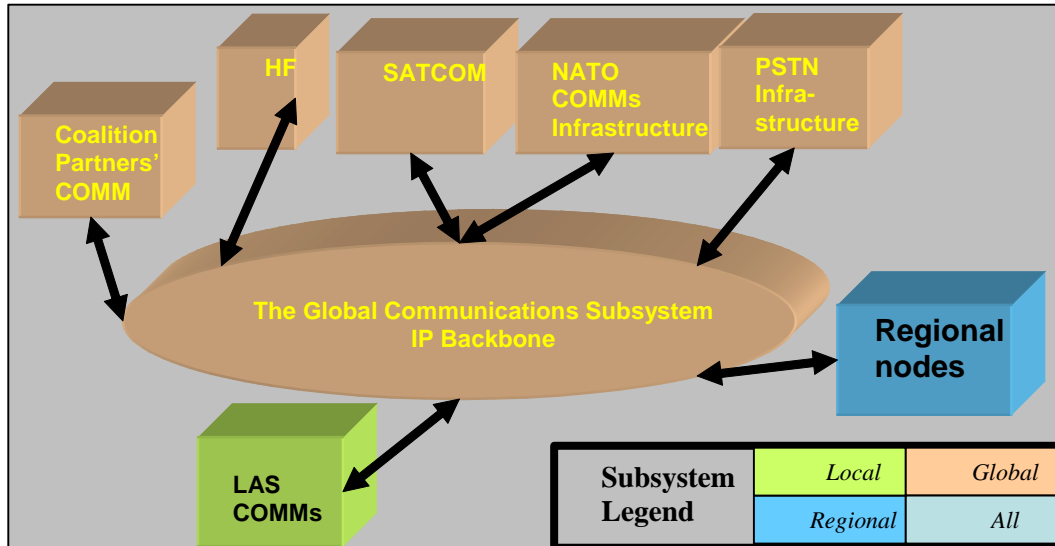 HF
SATCOM
NATO
COMMs
Infrastructure
PSTN
Infra-
structure
Coalition
Partners’
COMM
The Global Communications Subsystem
IP Backbone
Regional
nodes
LAS
COMMs
Subsystem
Legend
Local
Global
Regional
All